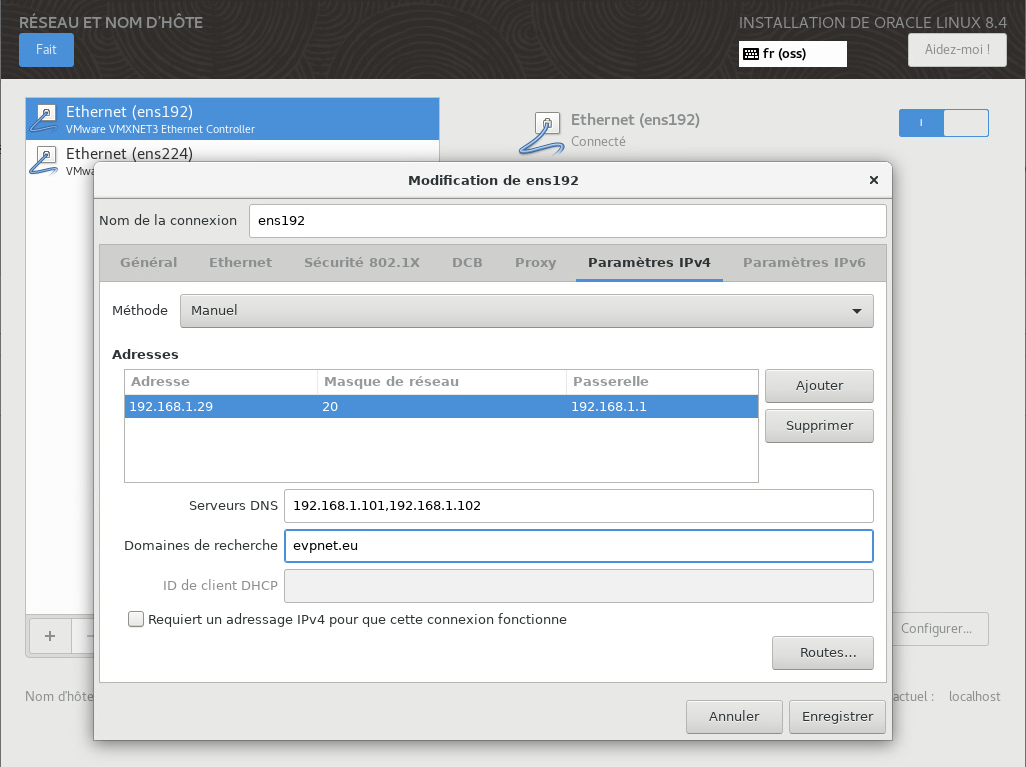 RÉSEAU ET NOM D'HÔTE
INSTALLATION DE ORACLE LINUX 8.4
Fait
fr (oss)
Aidez-moi !
Ethernet (ens192)
VMware VMXNET3 Ethernet Controller
Ethernet (ens224)
Ethernet (ens192)
Connecté
Modification de ens192
Nom de la connexion ens192
Général Ethernet Sécurité 802.1X DCB Proxy Paramètres IPv4 Paramètres IPv6
Méthode Manuel
Adresses
Adresse Masque de réseau Passerelle
192.168.1.29 20 192.168.1.1
Ajouter
Supprimer
Serveurs DNS 192.168.1.101,192.168.1.102
Domaines de recherche evpnet.eu
ID de client DHCP
Requiert un adressage IPv4 pour que cette connexion fonctionne
Routes…
Configurer...
Nom d'hôte
actuel : localhost
Annuler Enregistrer